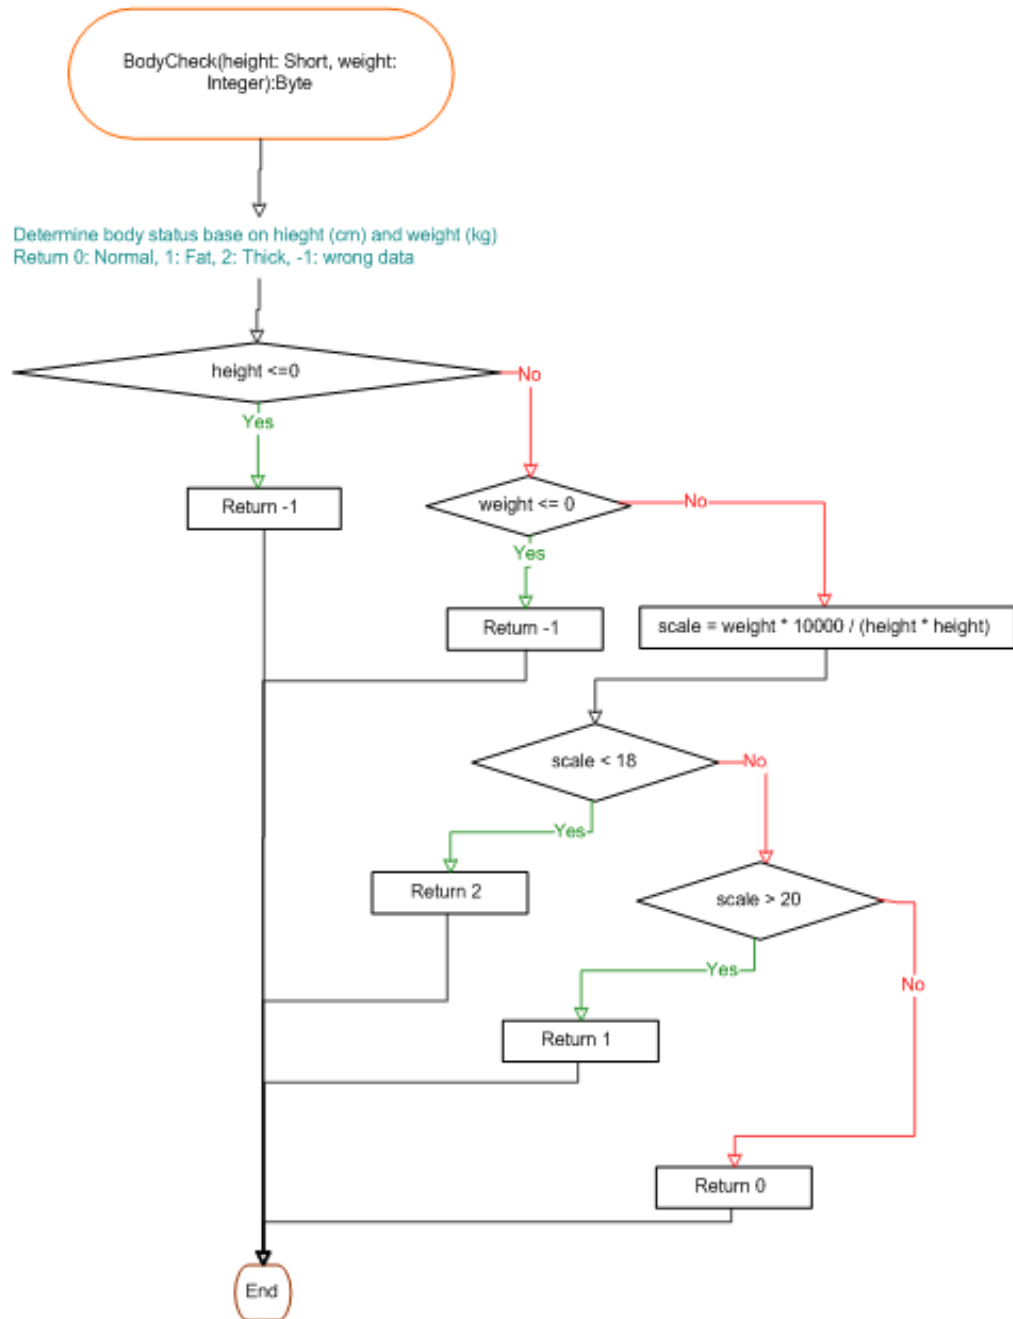 BodyCheck(height: Short, weight:
Integer):Byte
Determine body status base on hieght (cm) and weight (kg)
Return 0: Normal, 1: Fat, 2: Thick, -1: wrong data
height <=0
No
Yes
Return -1
weight <= 0
No
Yes
Return -1
scale = weight * 10000 / (height * height)
scale < 18
No
Yes
Return 2
scale > 20
Yes
No
Return 1
Return 0
End